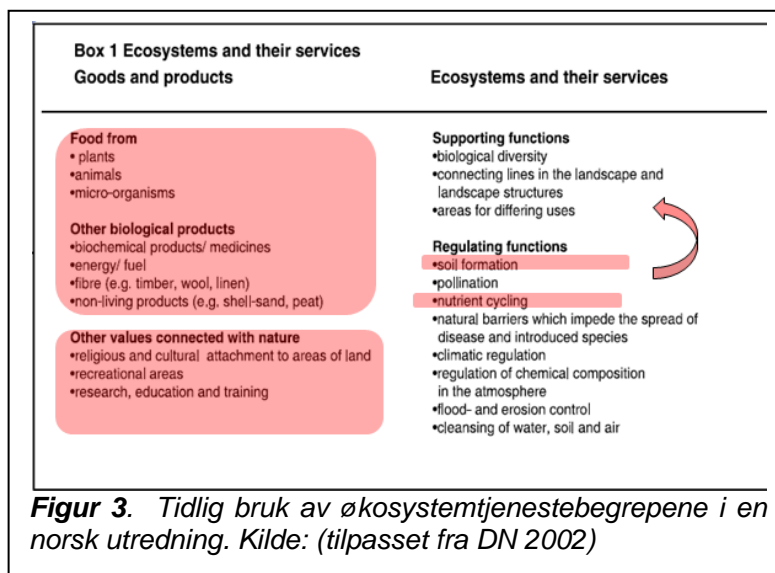 Box 1 Ecosystems and their services
Goods and products
Food from
• plants
•animals
•micro-organisms
Other biological products
•biochemical products/ medicines
•energy/ fuel
•fibre (e.g. timber, wool, linen)
•non-living products (e.g. shell-sand, peat)
Other values connected with nature
•religious and cultural attachment to areas of land
•recreational areas
•research, education and training
Ecosystems and their services
Supporting functions
•biological diversity
•connecting lines in the landscape and
landscape structures
•areas for differing uses
Regulating functions
•soil formation
•pollination
•nutrient cycling
•natural barriers which impede the spread of
disease and introduced species
•climatic regulation
•regulation of chemical composition
in the atmosphere
•flood- and erosion control
•cleansing of water, soil and air
Figur 3. Tidlig bruk av økosystemtjenestebegrepene i en
norsk utredning. Kilde: (tilpasset fra DN 2002)